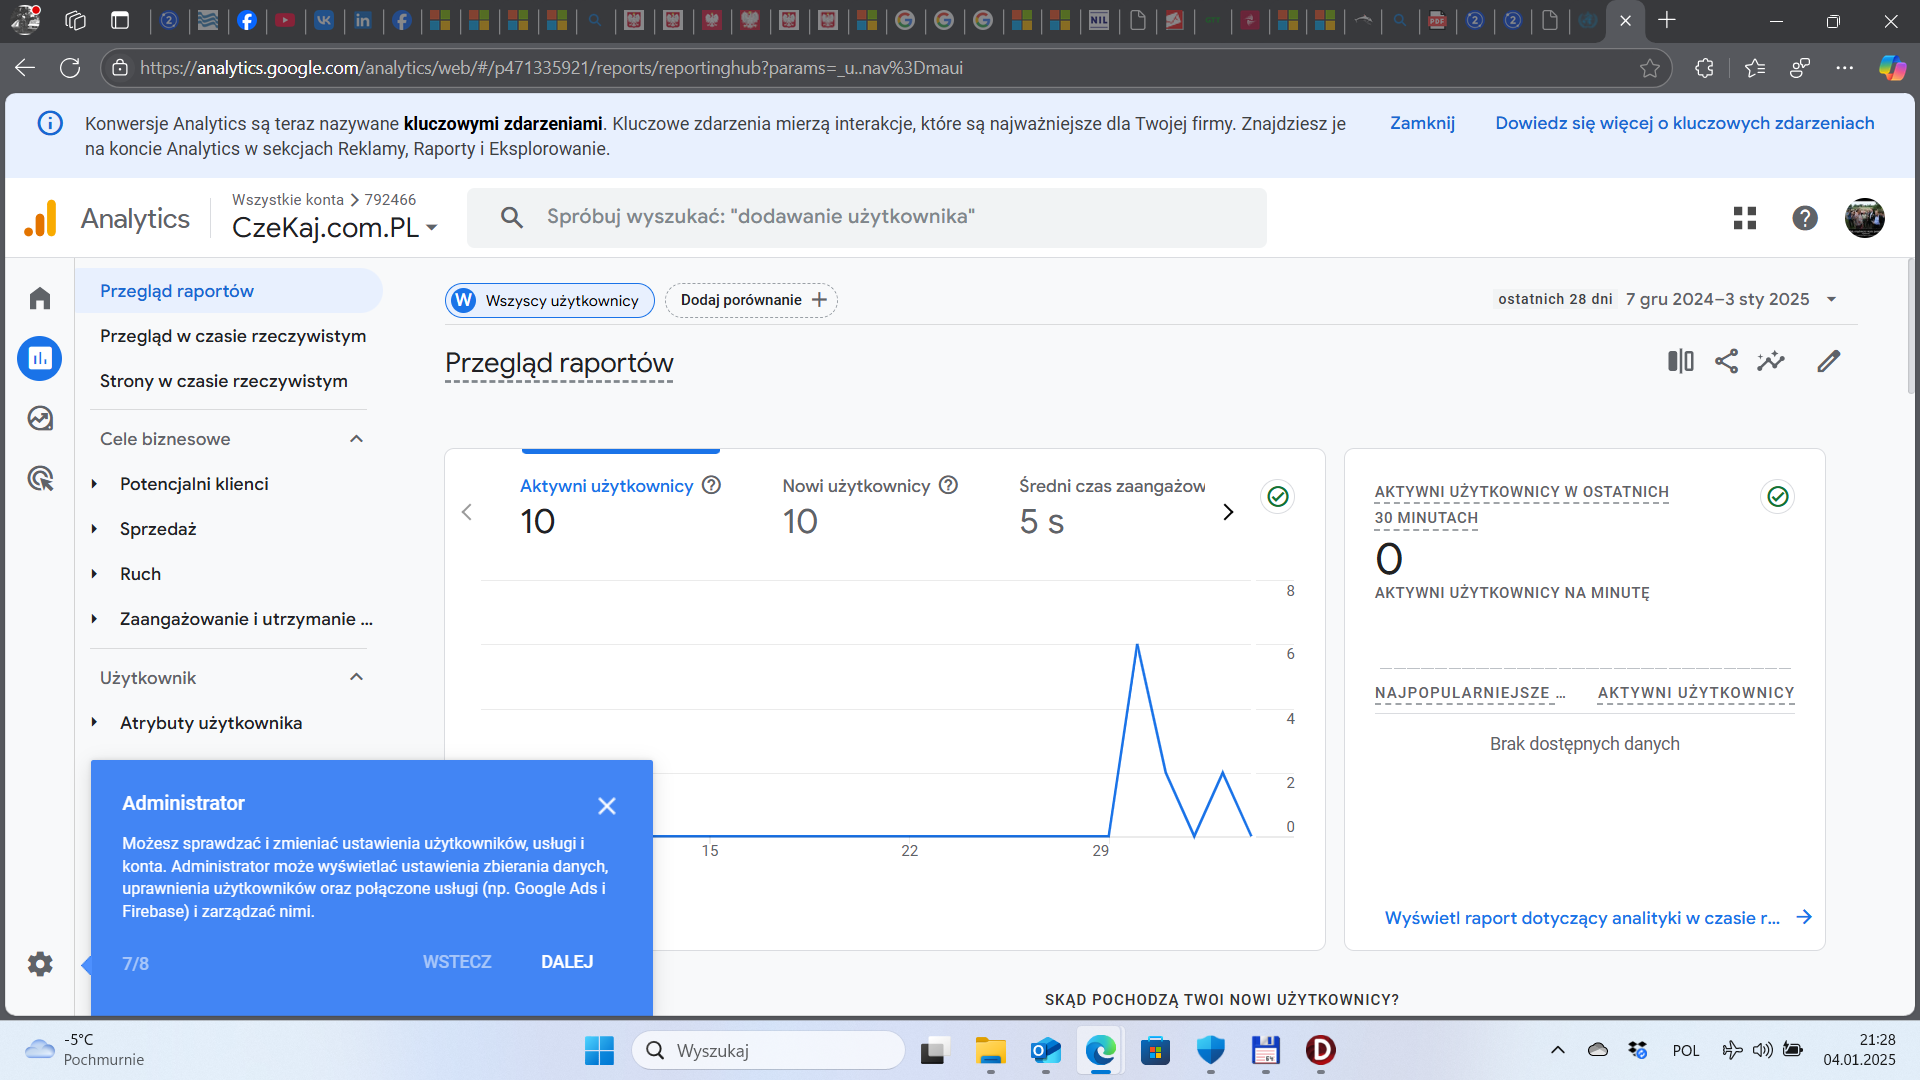 https://analytics.google.com/analytics/web/#/p471335921/reports/reportinghub?params=_u..nav%3Dmaui
Konwersje Analytics są teraz nazywane kluczowymi zdarzeniami. Kluczowe zdarzenia mierzą interakcje, które są najważniejsze dla Twojej firmy. Znajdziesz je
na koncie Analytics w sekcjach Reklamy, Raporty i Eksplorowanie.
Zamknij
Dowiedz się więcej o kluczowych zdarzeniach
Analytics
Wszystkie konta > 792466
CzeKaj.com.PL
Spróbuj wyszukać: "dodawanie użytkownika"
Przegląd raportów
Przegląd w czasie rzeczywistym
Strony w czasie rzeczywistym
Cele biznesowe
Potencjalni klienci
Sprzedaż
Ruch
Zaangażowanie i utrzymanie ...
Użytkownik
Atrybuty użytkownika
W Wszyscy użytkownicy
Dodaj porównanie +
ostatnich 28 dni 7 gru 2024–3 sty 2025
Przegląd raportów
Aktywni użytkownicy
10
Nowi użytkownicy
10
Średni czas zaangażow
5 s
8
6
4
2
0
15
22
29
AKTYWNI UŻYTKOWNICY W OSTATNICH
30 MINUTACH
0
AKTYWNI UŻYTKOWNICY NA MINUTĘ
NAJPOPULARNIEJSZE ...
AKTYWNI UŻYTKOWNICY
Brak dostępnych danych
Wyświetl raport dotyczący analityki w czasie r...
Administrator
Możesz sprawdzać i zmieniać ustawienia użytkowników, usługi i
konta. Administrator może wyświetlać ustawienia zbierania danych,
uprawnienia użytkowników oraz połączone usługi (np. Google Ads i
Firebase) i zarządzać nimi.
7/8
WSTECZ
DALEJ
SKĄD POCHODZĄ TWOI NOWI UŻYTKOWNICY?
-5°C
Pochmurnie
Wyszukaj
POL
21:28
04.01.2025